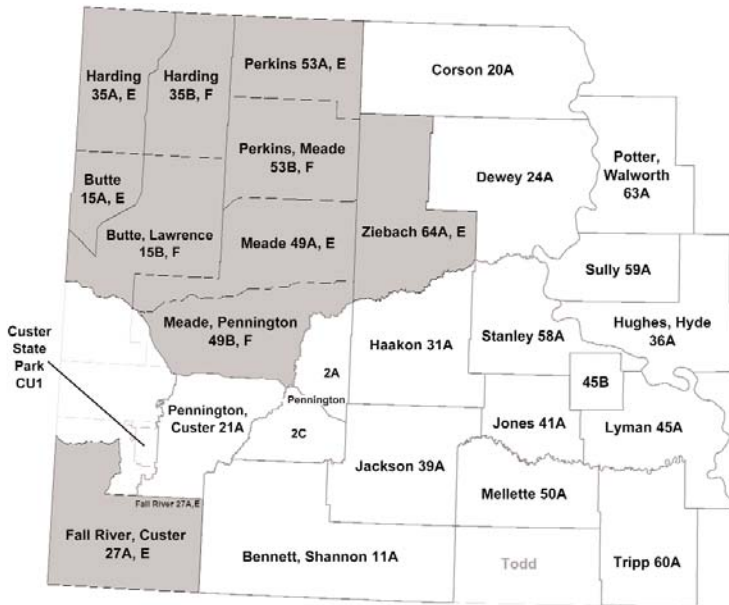 Harding
35A, E
Harding
35B, F
Perkins 53A, E
Corson 20A
Perkins, Meade
53B, F
Potter,
Walworth
63A
Butte
15A, E
Dewey 24A
Butte, Lawrence
15B, F
Meade 49A, E
Ziebach 64A, E
Sully 59A
Meade, Pennington
49B, F
Hughes, Hyde
36A
Custer
State
Park
CU1
Haakon 31A
Stanley 58A
2A
45B
Pennington
Pennington,
Custer 21A
2C
Jones 41A
Lyman 45A
Jackson 39A
Mellette 50A
Fall River 27A, E
Fall River, Custer
27A, E
Bennett, Shannon 11A
Todd
Tripp 60A